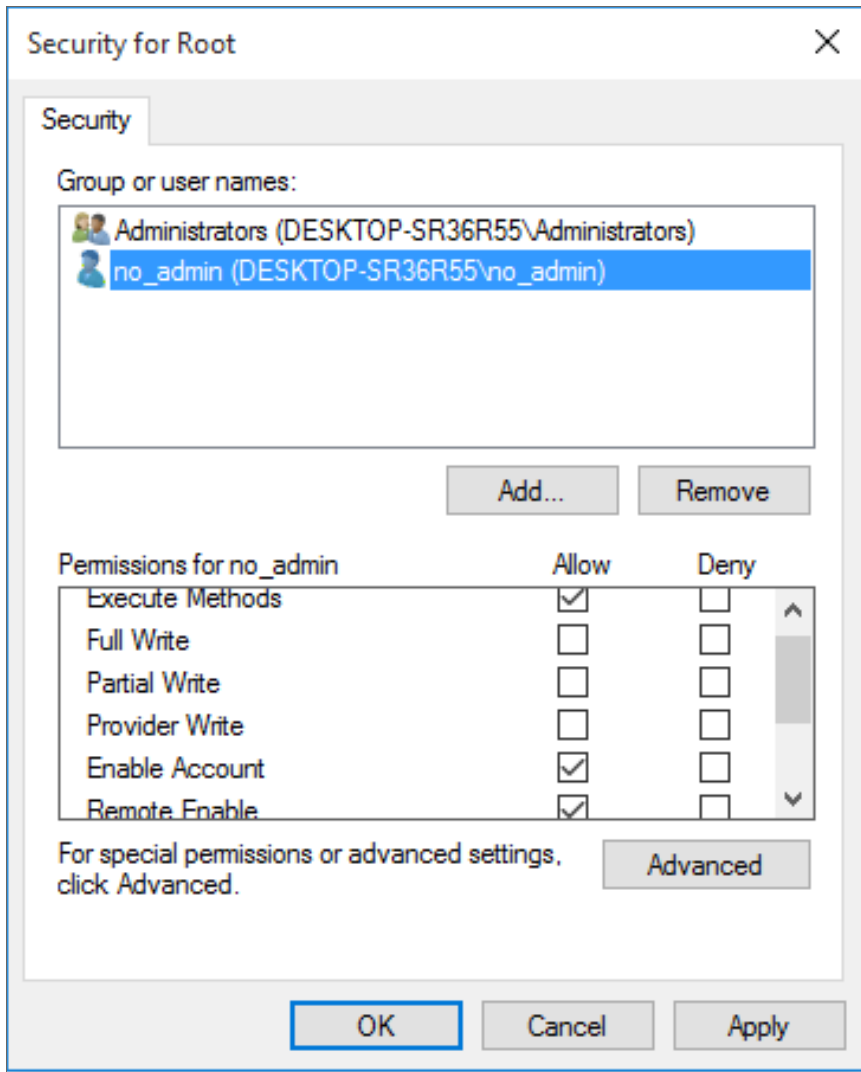 Security for Root
Security
Group or user names:
Administrators (DESKTOP-SR36R55\Administrators)
no_admin (DESKTOP-SR36R55\no_admin)
Add...
Remove
Permissions for no_admin
Allow
Deny
Execute Methods
Full Write
Partial Write
Provider Write
Enable Account
Remote Enable
For special permissions or advanced settings,
click Advanced.
Advanced
OK
Cancel
Apply